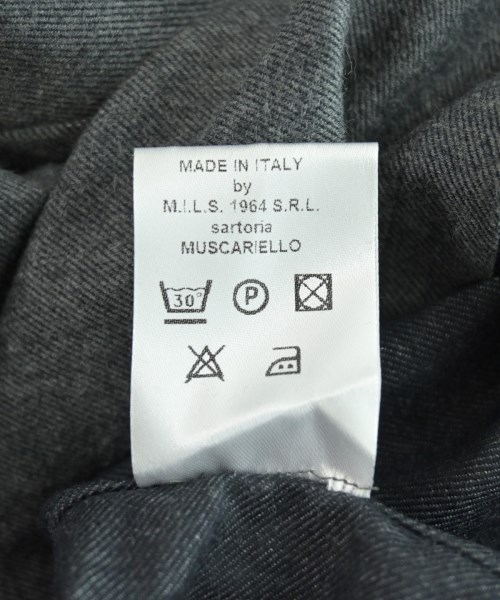 MADE IN ITALY
by
M.I.L.S. 1964 S.R.L.
sartoria
MUSCARIELLO
30° P